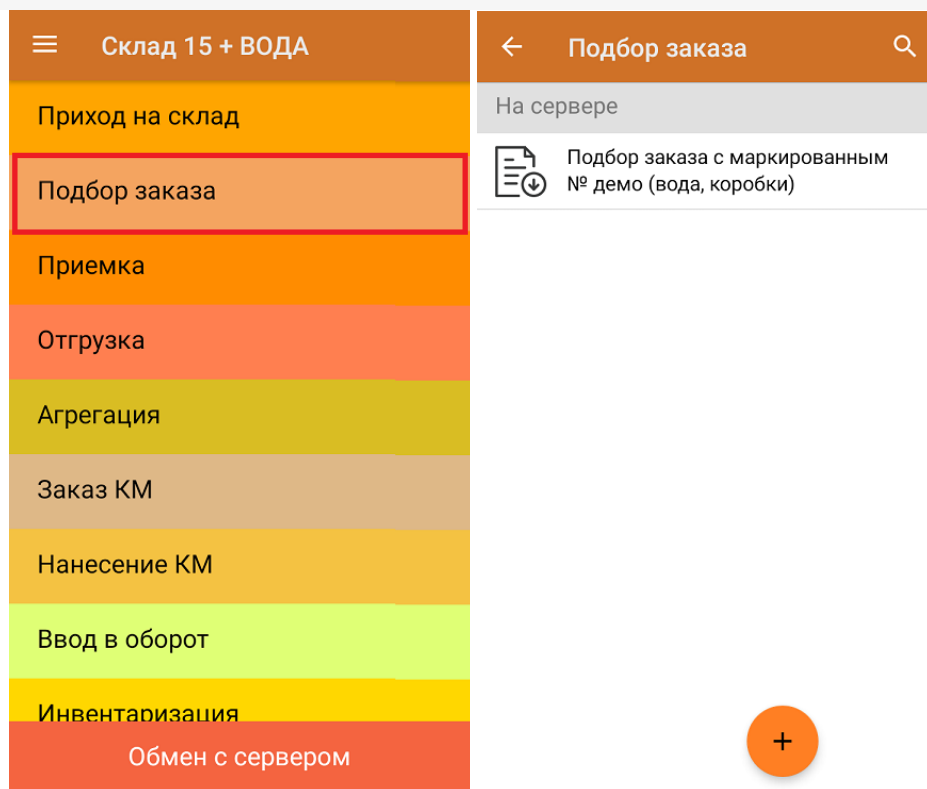 Склад 15 + ВОДА
Приход на склад
Подбор заказа
Приемка
Отгрузка
Агрегация
Заказ КМ
Нанесение КМ
Ввод в оборот
Инвентаризация
Обмен с сервером
Подбор заказа
На сервере
Подбор заказа с маркированным
№ демо (вода, коробки)
+